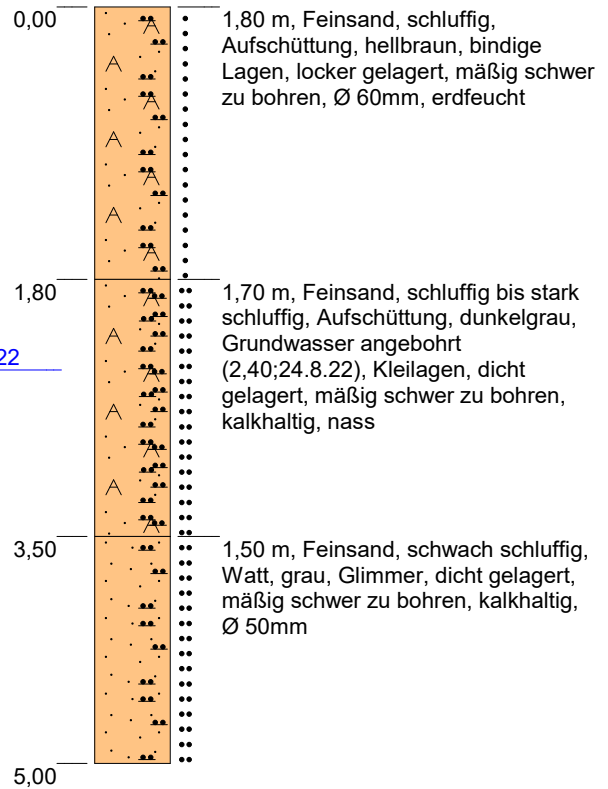 0,00
1,80 m, Feinsand, schluffig,
Aufschüttung, hellbraun, bindige
Lagen, locker gelagert, mäßig schwer
zu bohren, Ø 60mm, erdfeucht
1,80
1,70 m, Feinsand, schluffig bis stark
schluffig, Aufschüttung, dunkelgrau,
Grundwasser angebohrt
(2,40;24.8.22), Kleilagen, dicht
gelagert, mäßig schwer zu bohren,
kalkhaltig, nass
22
3,50
1,50 m, Feinsand, schwach schluffig,
Watt, grau, Glimmer, dicht gelagert,
mäßig schwer zu bohren, kalkhaltig,
Ø 50mm
5,00